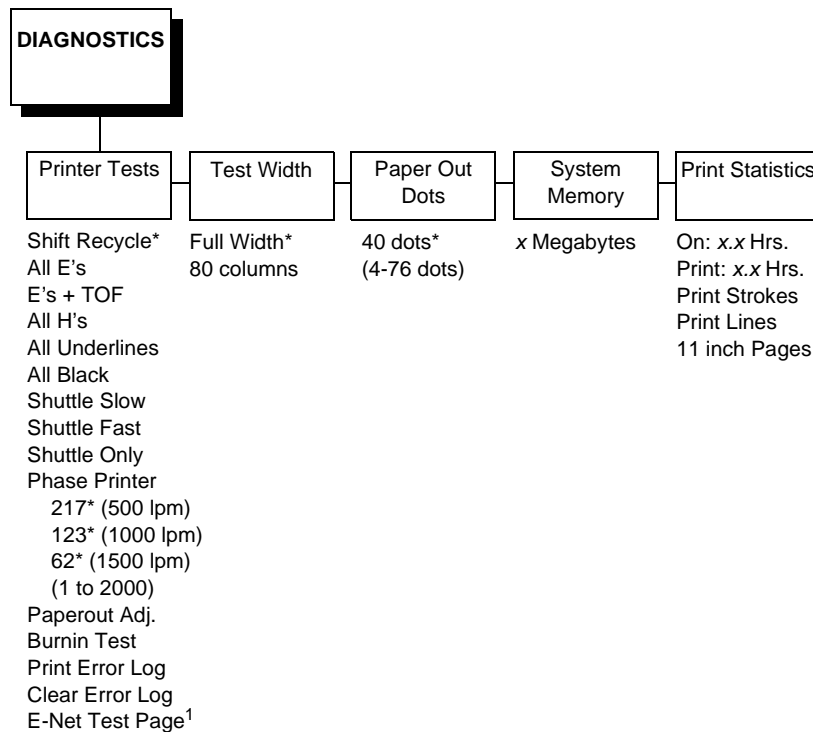 DIAGNOSTICS
Printer Tests
Shift Recycle*
All E's
E's + TOF
All H's
All Underlines
All Black
Shuttle Slow
Shuttle Fast
Shuttle Only
Phase Printer
217* (500 lpm)
123* (1000 lpm)
62* (1500 lpm)
(1 to 2000)
Paperout Adj.
Burnin Test
Print Error Log
Clear Error Log
E-Net Test Page¹
Test Width
Full Width*
80 columns
Paper Out
Dots
40 dots*
(4-76 dots)
System
Memory
x Megabytes
Print Statistics
On: x.x Hrs.
Print: x.x Hrs.
Print Strokes
Print Lines
11 inch Pages